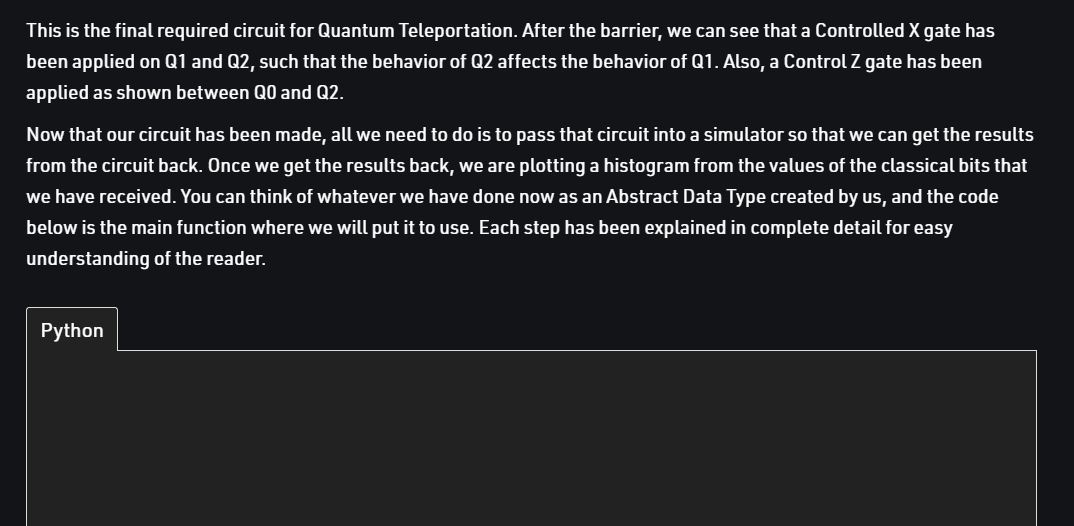 This is the final required circuit for Quantum Teleportation. After the barrier, we can see that a Controlled X gate has
been applied on Q1 and Q2, such that the behavior of Q2 affects the behavior of Q1. Also, a Control Z gate has been
applied as shown between Q0 and Q2.
Now that our circuit has been made, all we need to do is to pass that circuit into a simulator so that we can get the results
from the circuit back. Once we get the results back, we are plotting a histogram from the values of the classical bits that
we have received. You can think of whatever we have done now as an Abstract Data Type created by us, and the code
below is the main function where we will put it to use. Each step has been explained in complete detail for easy
understanding of the reader.
Python